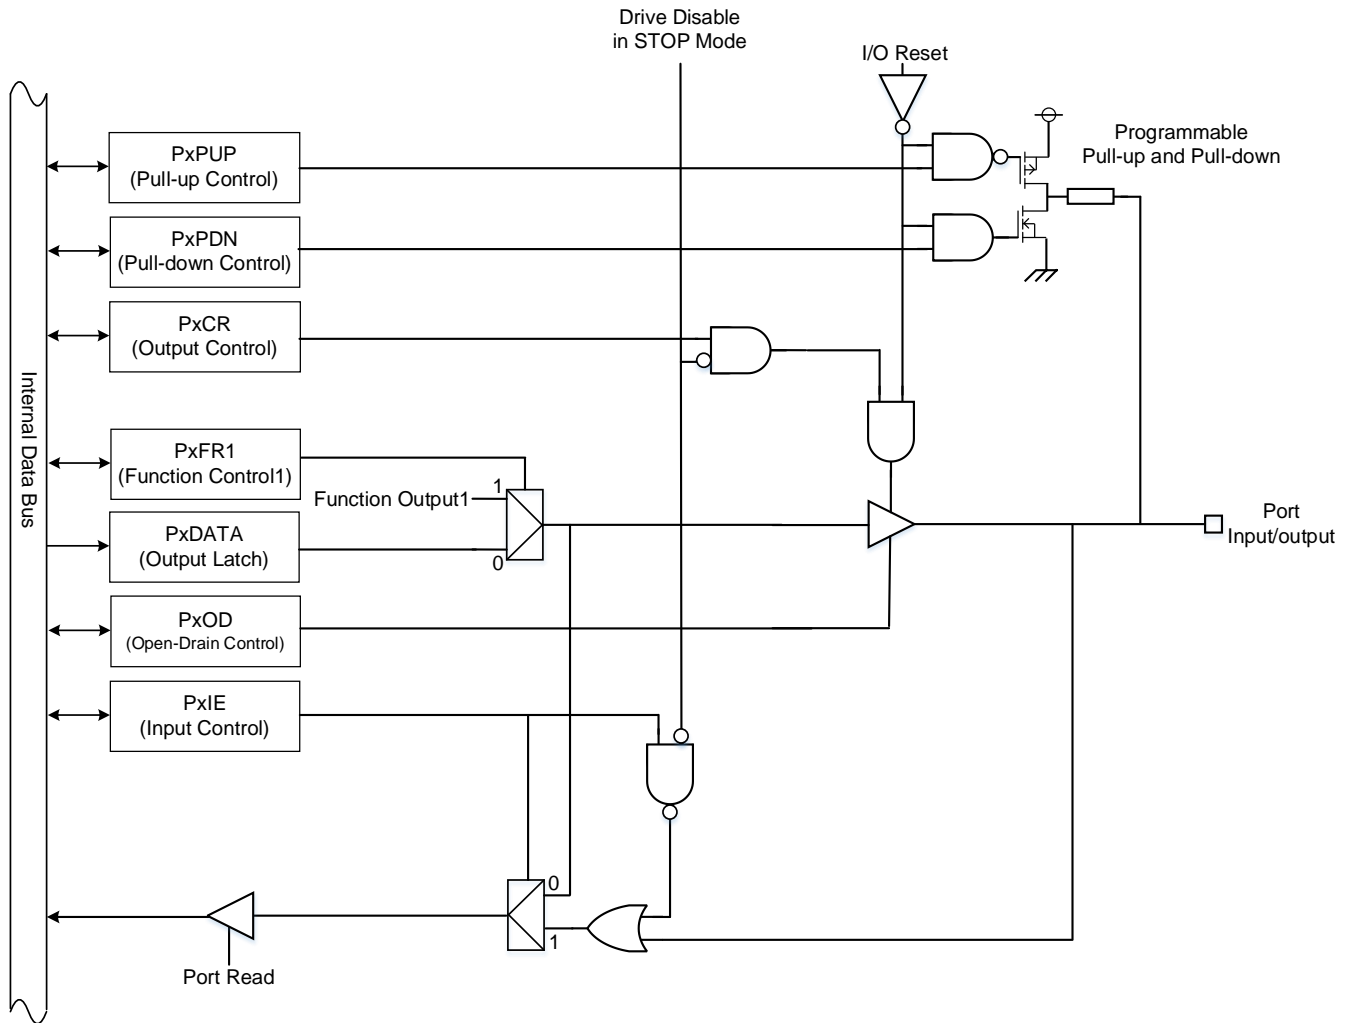 Drive Disable
in STOP Mode
I/O Reset
Programmable
Pull-up and Pull-down
PxPUP
(Pull-up Control)
PxPDN
(Pull-down Control)
PxCR
(Output Control)
Internal Data Bus
PxFR1
(Function Control1)
1
Function Output1
PxDATA
(Output Latch)
0
Port
Input/output
PxOD
(Open-Drain Control)
PxIE
(Input Control)
0
1
Port Read